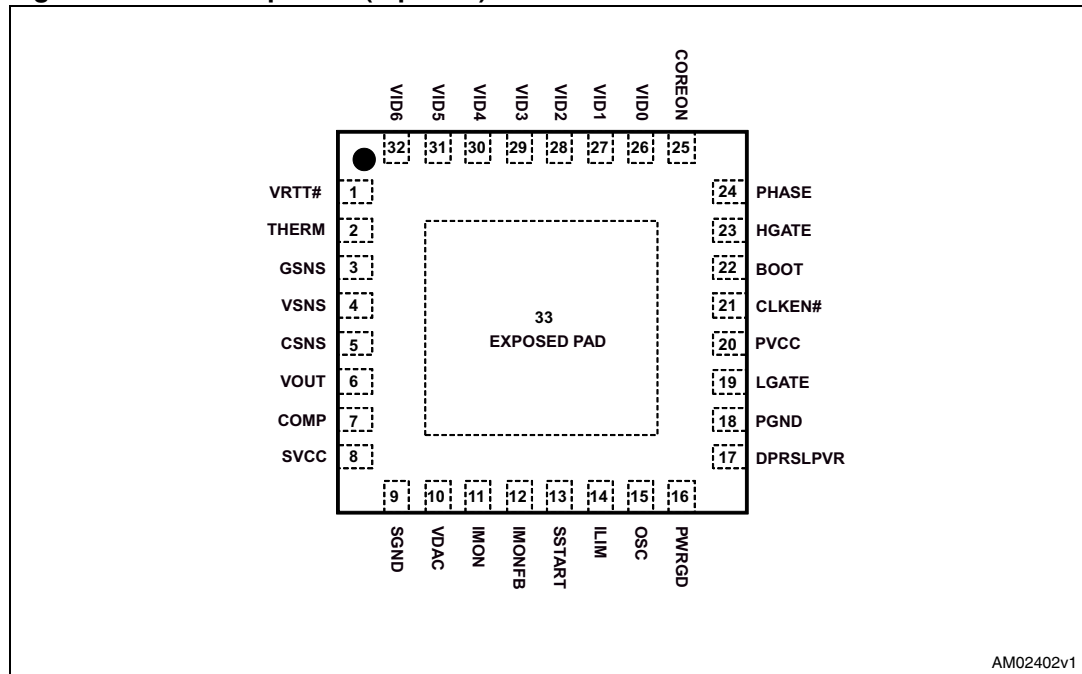 COREON
VID6
VID5
VID4
VID3
VID2
VID1
VID0
32
31
30
29
28
27
26
25
VRTT#
1
24
PHASE
THERM
2
23
HGATE
GSNS
3
22
BOOT
VSNS
4
21
CLKEN#
33
CSNS
5
EXPOSED PAD
20
PVCC
VOUT
6
19
LGATE
COMP
7
18
PGND
SVCC
8
17
DPRSLPVR
9
10
11
12
13
14
15
16
SGND
VDAC
IMON
IMONFB
SSTART
ILIM
OSC
PWRGD
AM02402v1